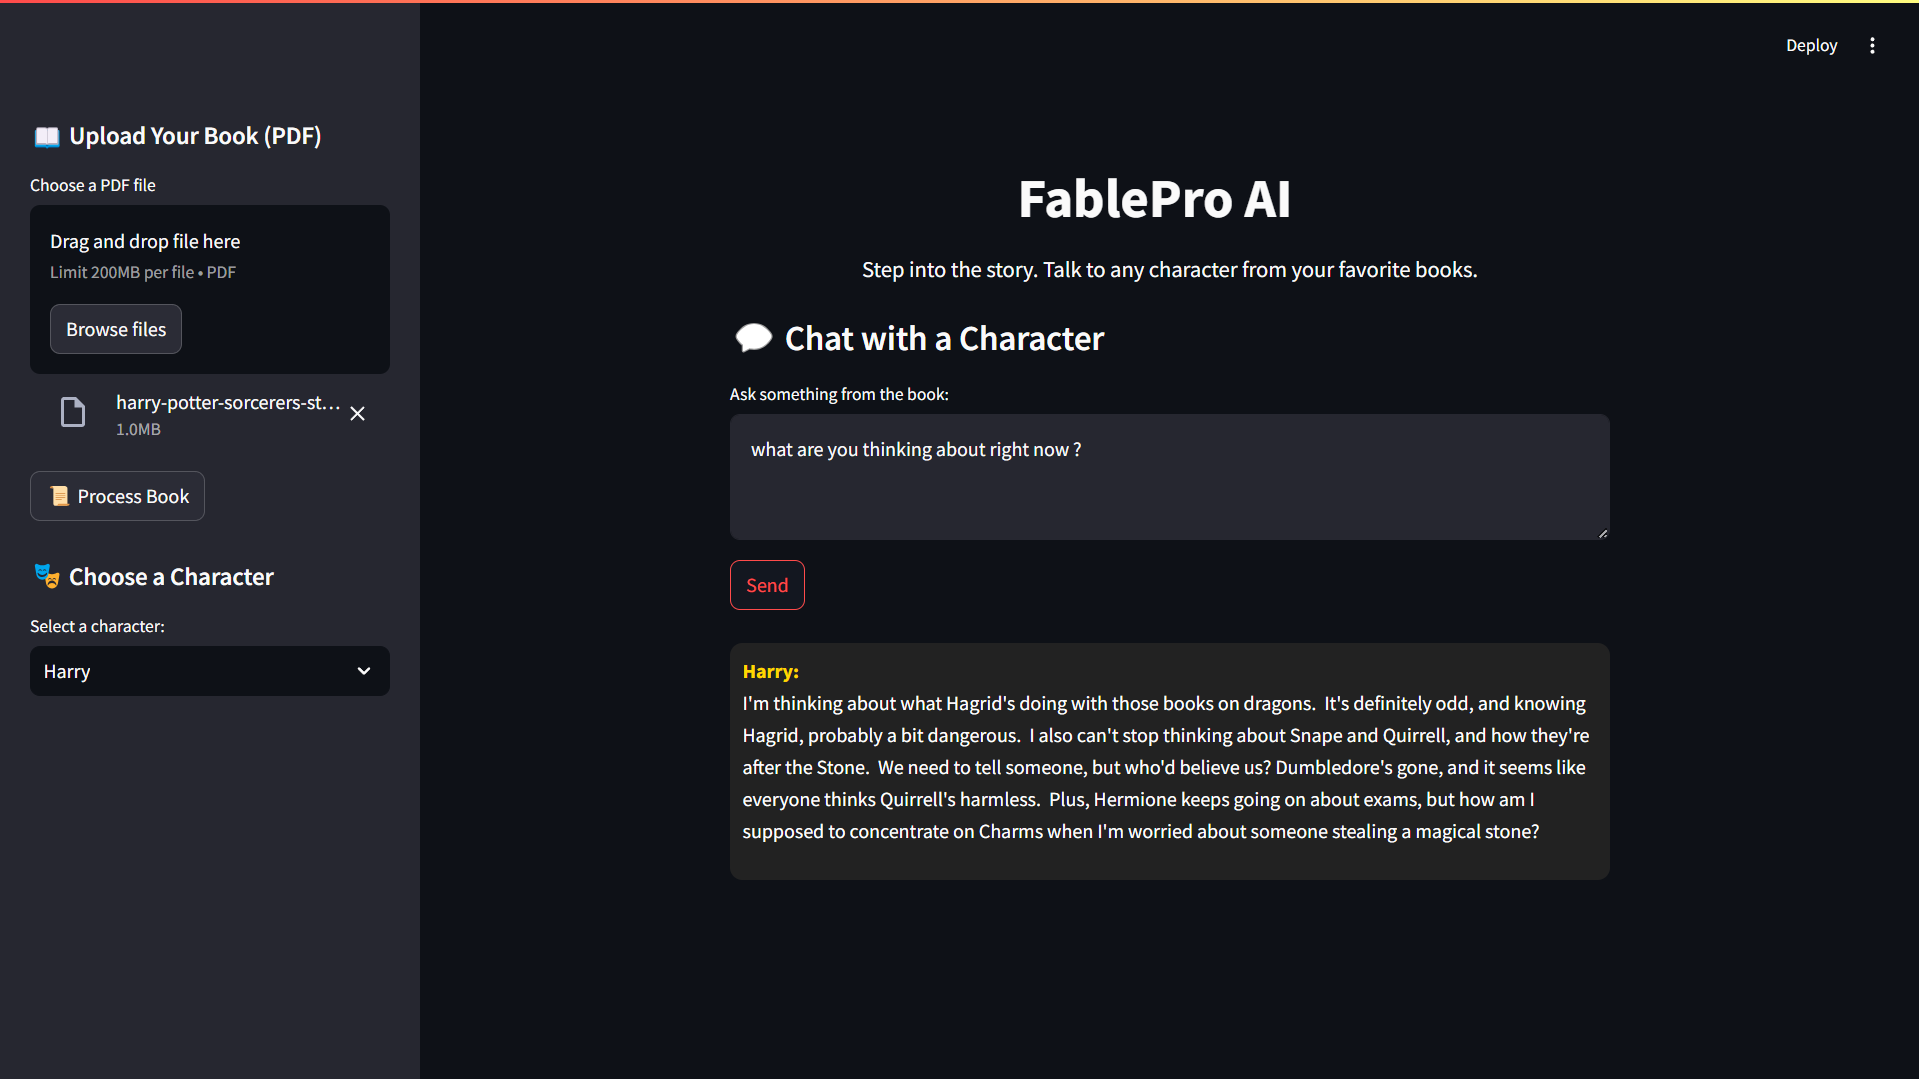 Deploy
Upload Your Book (PDF)
Choose a PDF file
Drag and drop file here
Limit 200MB per file • PDF
Browse files
harry-potter-sorcerers-st...
1.0MB
Process Book
Choose a Character
Select a character:
Harry
FablePro AI
Step into the story. Talk to any character from your favorite books.
Chat with a Character
Ask something from the book:
what are you thinking about right now ?
Send
Harry:
I'm thinking about what Hagrid's doing with those books on dragons.  It's definitely odd, and knowing
Hagrid, probably a bit dangerous.  I also can't stop thinking about Snape and Quirrell, and how they're
after the Stone.  We need to tell someone, but who'd believe us? Dumbledore's gone, and it seems like
everyone thinks Quirrell's harmless.  Plus, Hermione keeps going on about exams, but how am I
supposed to concentrate on Charms when I'm worried about someone stealing a magical stone?